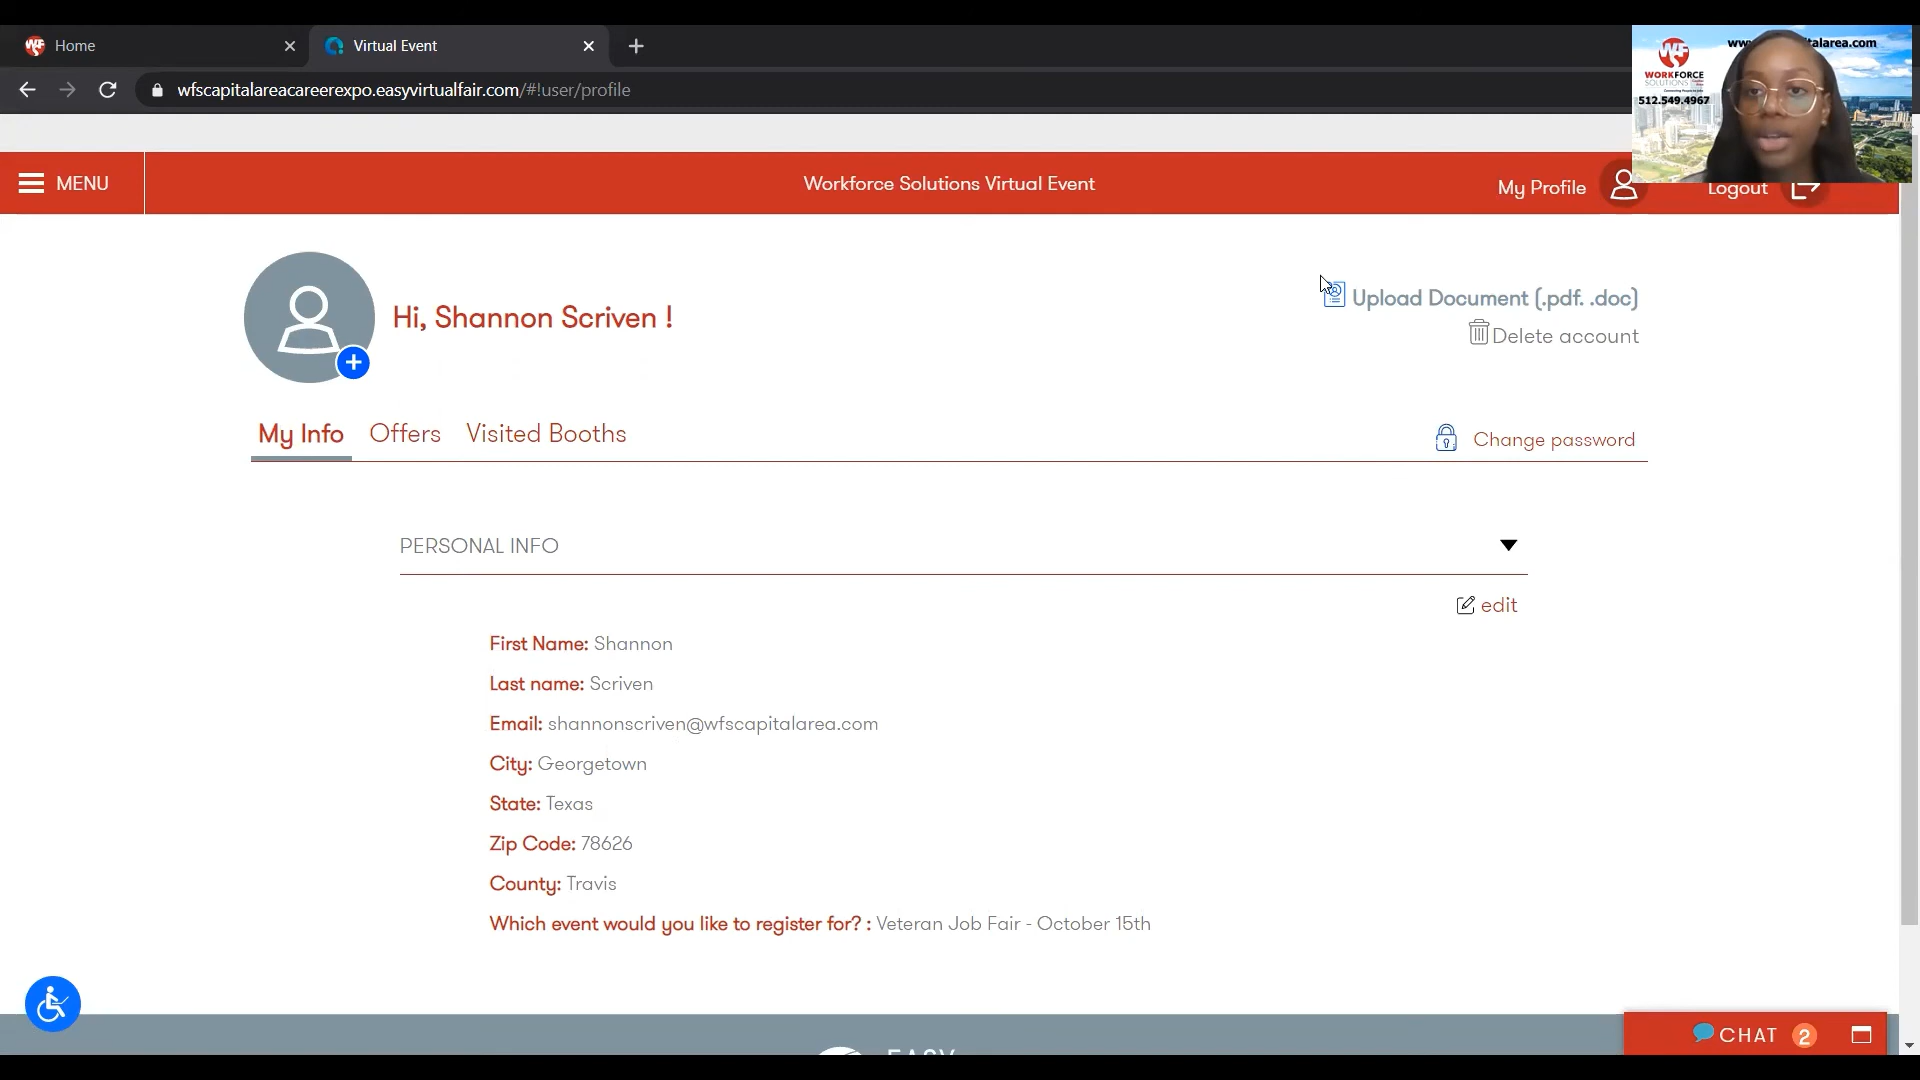 Home
Virtual Event
wfscapitalareacareerexpo.easyvirtualfair.com/#!user/profile
talarea.com
WORKFORCE
SOLUTIONS
512.549.4967
MENU
Workforce Solutions Virtual Event
My Profile
Logout
Hi, Shannon Scriven !
Upload Document (.pdf. .doc)
Delete account
My Info
Offers
Visited Booths
Change password
PERSONAL INFO
edit
First Name: Shannon
Last name: Scriven
Email: shannonscriven@wfscapitalarea.com
City: Georgetown
State: Texas
Zip Code: 78626
County: Travis
Which event would you like to register for? : Veteran Job Fair - October 15th
CHAT 2